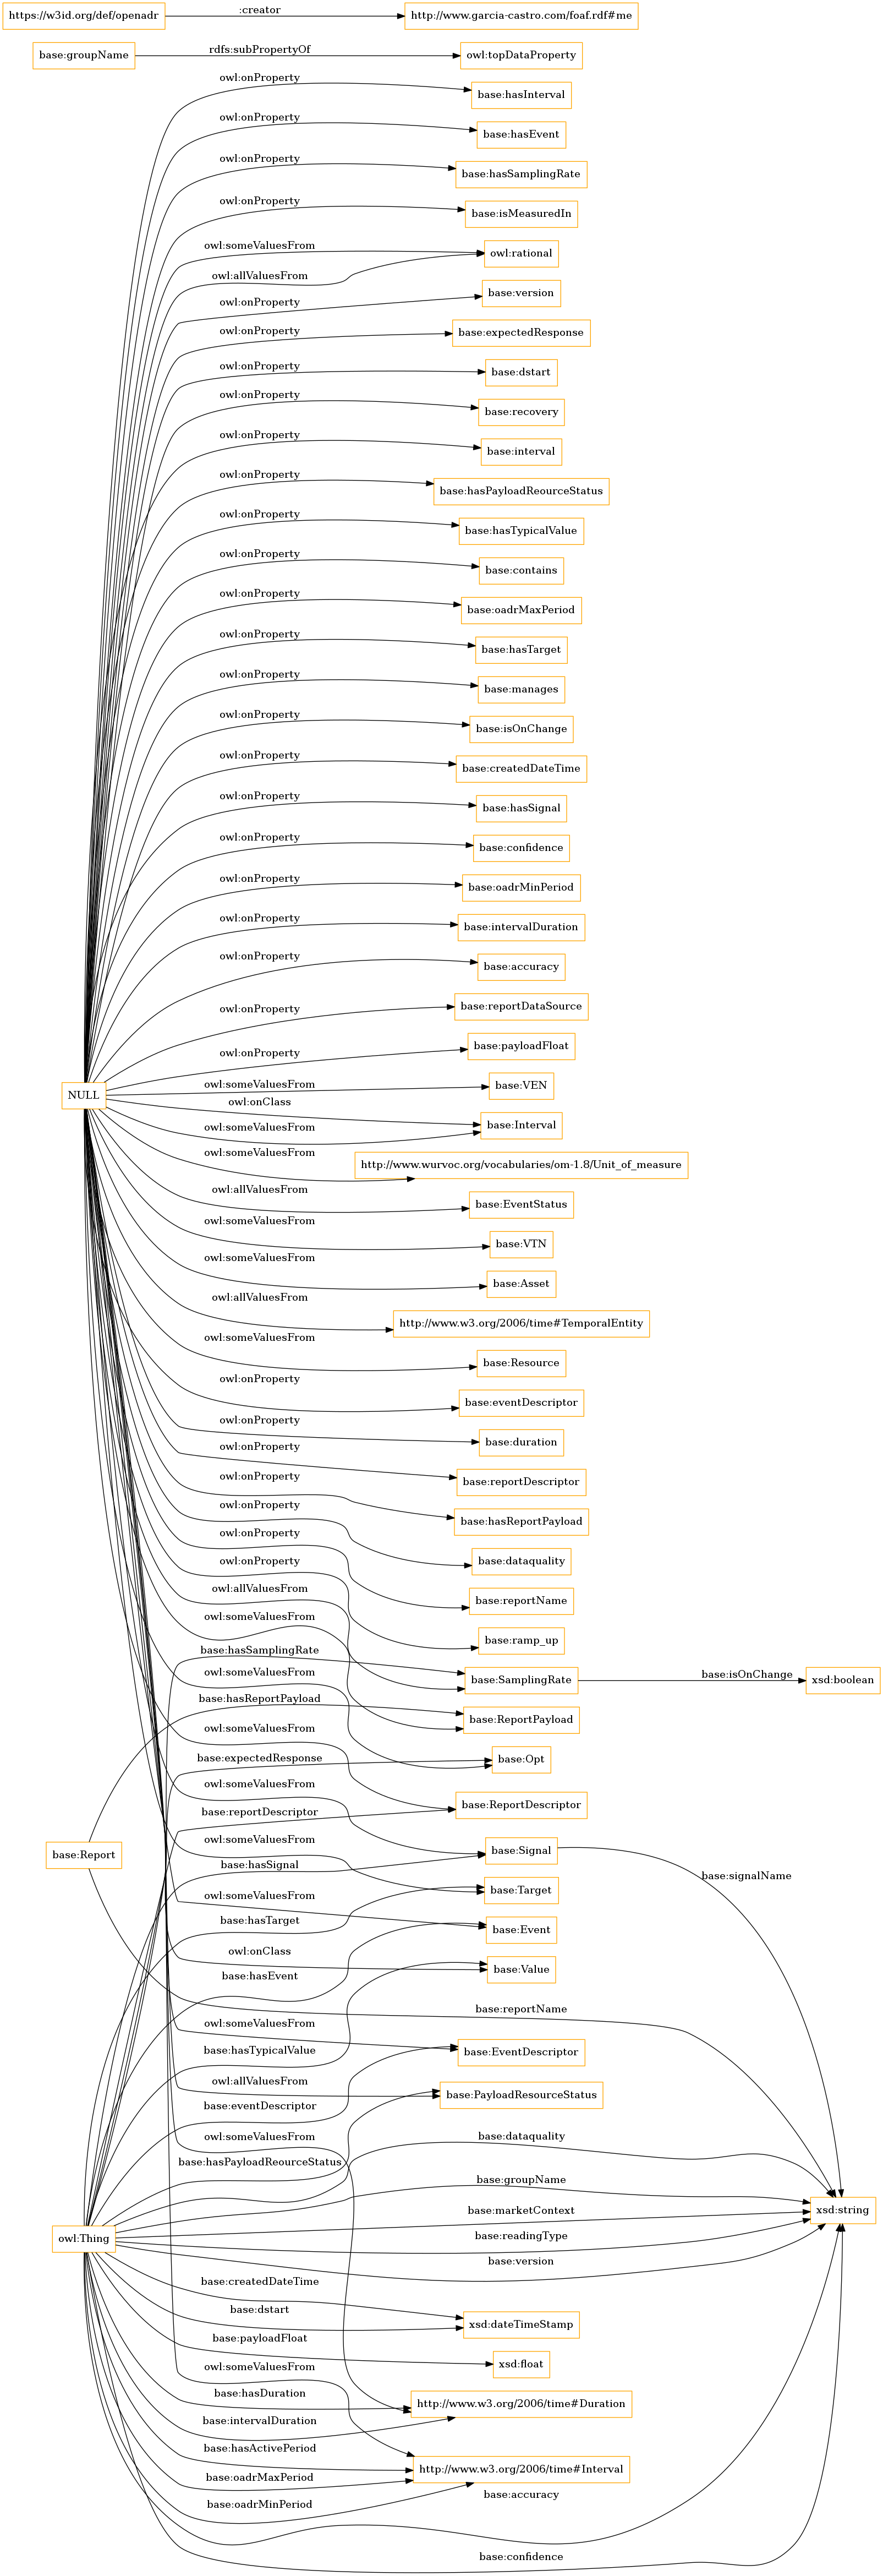 https://w3id.org/def/openadr
:creator
http://www.garcia-castro.com/foaf.rdf#me
base:groupName
rdfs:subPropertyOf
owl:topDataProperty
owl:onProperty
base:hasInterval
owl:onProperty
base:hasEvent
owl:onProperty
base:hasSamplingRate
owl:onProperty
base:isMeasuredIn
owl:someValuesFrom
owl:rational
owl:allValuesFrom
base:version
owl:onProperty
owl:onProperty
base:expectedResponse
owl:onProperty
base:dstart
owl:onProperty
base:recovery
owl:onProperty
base:interval
owl:onProperty
base:hasPayloadReourceStatus
owl:onProperty
base:hasTypicalValue
owl:onProperty
base:contains
owl:onProperty
base:oadrMaxPeriod
owl:onProperty
base:hasTarget
owl:onProperty
base:manages
owl:onProperty
base:isOnChange
owl:onProperty
base:createdDateTime
owl:onProperty
base:hasSignal
owl:onProperty
base:confidence
owl:onProperty
base:oadrMinPeriod
owl:onProperty
base:intervalDuration
owl:onProperty
base:accuracy
owl:onProperty
base:reportDataSource
owl:onProperty
base:payloadFloat
NULL
owl:someValuesFrom
base:VEN
owl:onClass
base:Interval
owl:someValuesFrom
owl:someValuesFrom
http://www.wurvoc.org/vocabularies/om-1.8/Unit_of_measure
owl:allValuesFrom
base:EventStatus
owl:someValuesFrom
base:VTN
owl:someValuesFrom
base:Asset
owl:allValuesFrom
http://www.w3.org/2006/time#TemporalEntity
owl:someValuesFrom
base:Resource
owl:onProperty
base:eventDescriptor
owl:onProperty
base:duration
owl:onProperty
base:reportDescriptor
owl:onProperty
base:hasReportPayload
owl:onProperty
base:dataquality
owl:onProperty
base:reportName
owl:onProperty
base:ramp_up
owl:allValuesFrom
owl:someValuesFrom
base:hasSamplingRate
base:SamplingRate
base:isOnChange
xsd:boolean
owl:someValuesFrom
base:hasReportPayload
base:ReportPayload
owl:someValuesFrom
base:expectedResponse
base:Opt
owl:someValuesFrom
base:ReportDescriptor
base:reportDescriptor
owl:someValuesFrom
base:Report
base:Signal
base:hasSignal
base:signalName
base:Target
owl:someValuesFrom
base:hasTarget
base:Event
owl:onClass
base:Value
base:hasEvent
base:reportName
owl:someValuesFrom
base:hasTypicalValue
base:EventDescriptor
owl:allValuesFrom
base:PayloadResourceStatus
base:eventDescriptor
owl:someValuesFrom
base:dataquality
base:hasPayloadReourceStatus
base:groupName
owl:Thing
base:marketContext
xsd:string
base:readingType
base:version
base:createdDateTime
base:dstart
xsd:dateTimeStamp
base:payloadFloat
xsd:float
owl:someValuesFrom
base:hasDuration
http://www.w3.org/2006/time#Duration
base:intervalDuration
base:hasActivePeriod
http://www.w3.org/2006/time#Interval
base:oadrMaxPeriod
base:accuracy
base:oadrMinPeriod
base:confidence